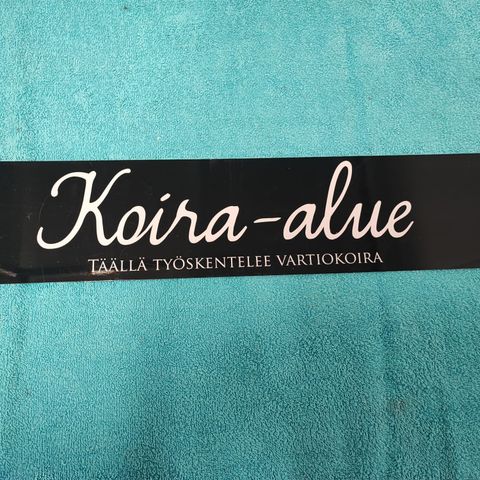 Koira-alue
TÄÄLLÄ TYÖSKENTELEE VARTIOKOIRA